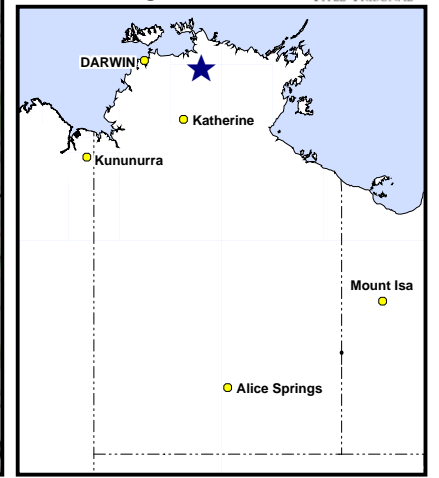 DARWIN
Katherine
Kununurra
Mount Isa
Alice Springs